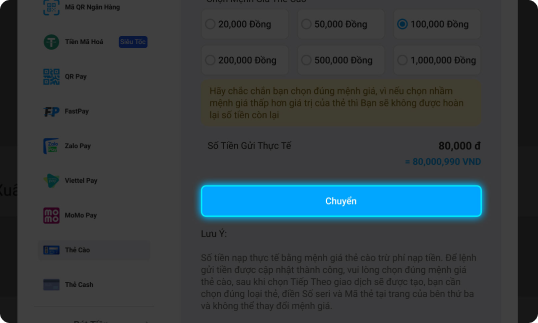 Mã QR Ngân Hàng
Tiền Mã Hoá
Siêu Tốc
QR Pay
FastPay
Zalo Pay
Viettel Pay
MoMo Pay
Thẻ Cào
Thẻ Cash
Chọn Mệnh Giá Thẻ Cào
20,000 Đồng
50,000 Đồng
100,000 Đồng
200,000 Đồng
500,000 Đồng
1,000,000 Đồng
Hãy chắc chắn bạn chọn đúng mệnh giá, vì nếu chọn nhầm
mệnh giá thấp hơn giá trị của thẻ thì Bạn sẽ không được hoàn
lại số tiền còn lại
Số Tiền Gửi Thực Tế
80,000 đ
= 80,000,990 VND
Chuyển
Lưu Ý:
Số tiền nạp thực tế bằng mệnh giá thẻ cào trừ phí nạp tiền. Để lệnh
gửi tiền được cập nhật thành công, vui lòng chọn đúng mệnh giá
thẻ cào, sau khi chọn Tiếp Theo giao dịch sẽ được tạo, bạn cần
chọn đúng loại thẻ, điền Số seri và Mã thẻ tại trang của bên thứ ba
và không thể thay đổi mệnh giá.